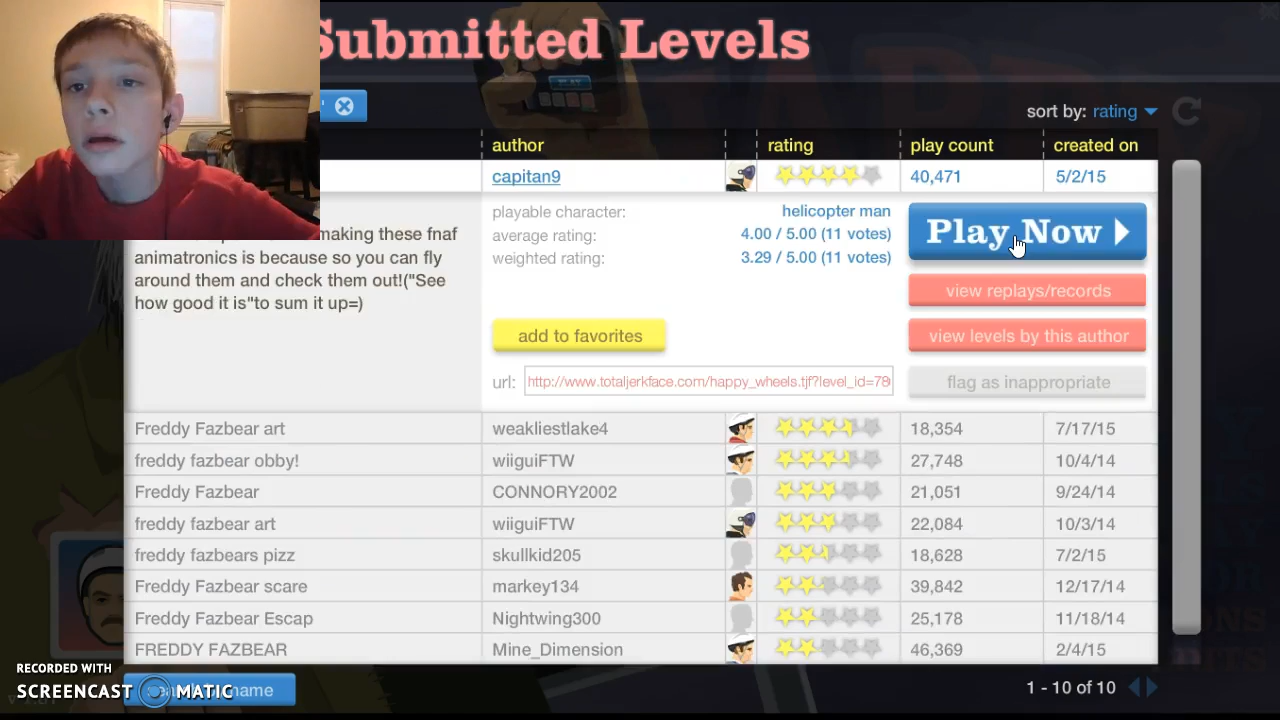 Submitted Levels
sort by: rating
author rating play count created on
capitan9 40,471 5/2/15
making these fnaf
animatronics is because so you can fly
around them and check them out!("See
how good it is"to sum it up=)
playable character: helicopter man
average rating: 4.00 / 5.00 (11 votes)
weighted rating: 3.29 / 5.00 (11 votes)
Play Now
view replays/records
add to favorites
view levels by this author
url: http://www.totaljerkface.com/happy_wheels.tjf?level_id=78
flag as inappropriate
Freddy Fazbear art weakliestlake4 18,354 7/17/15
freddy fazbear obby! wiiguiFTW 27,748 10/4/14
Freddy Fazbear CONNORY2002 21,051 9/24/14
freddy fazbear art wiiguiFTW 22,084 10/3/14
freddy fazbears pizz skullkid205 18,628 7/2/15
Freddy Fazbear scare markey134 39,842 12/17/14
Freddy Fazbear Escap Nightwing300 25,178 11/18/14
FREDDY FAZBEAR Mine_Dimension 46,369 2/4/15
RECORDED WITH
SCREENCAST MATIC
name
1 - 10 of 10